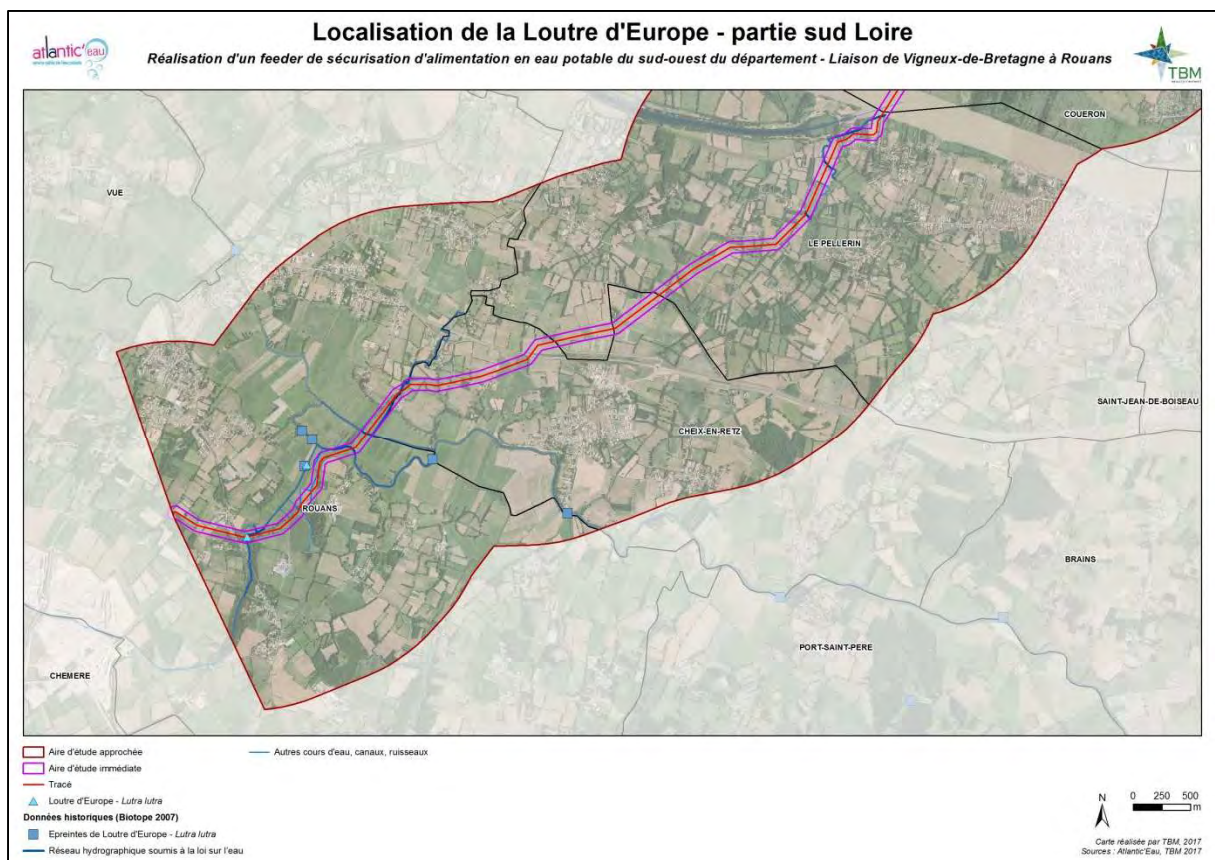 atlantic'eau
Localisation de la Loutre d'Europe - partie sud Loire
Réalisation d'un feeder de sécurisation d'alimentation en eau potable du sud-ouest du département - Liaison de Vigneux-de-Bretagne à Rouans
TBM
COUERON
VUE
LE PELLERIN
SAINT-JEAN-DE-BOISEAU
CHEIX-EN-RETZ
ROUANS
BRAINS
PORT-SAINT-PERE
CHEMERE
Aire d'étude approchée
Autres cours d'eau, canaux, ruisseaux
Aire d'étude immédiate
Tracé
Loutre d'Europe - Lutra lutra
Données historiques (Biotope 2007)
Epreintes de Loutre d'Europe - Lutra lutra
Réseau hydrographique soumis à la loi sur l'eau
N
0 250 500
m
Carte réalisée par TBM, 2017
Sources : Atlantic'Eau, TBM 2017